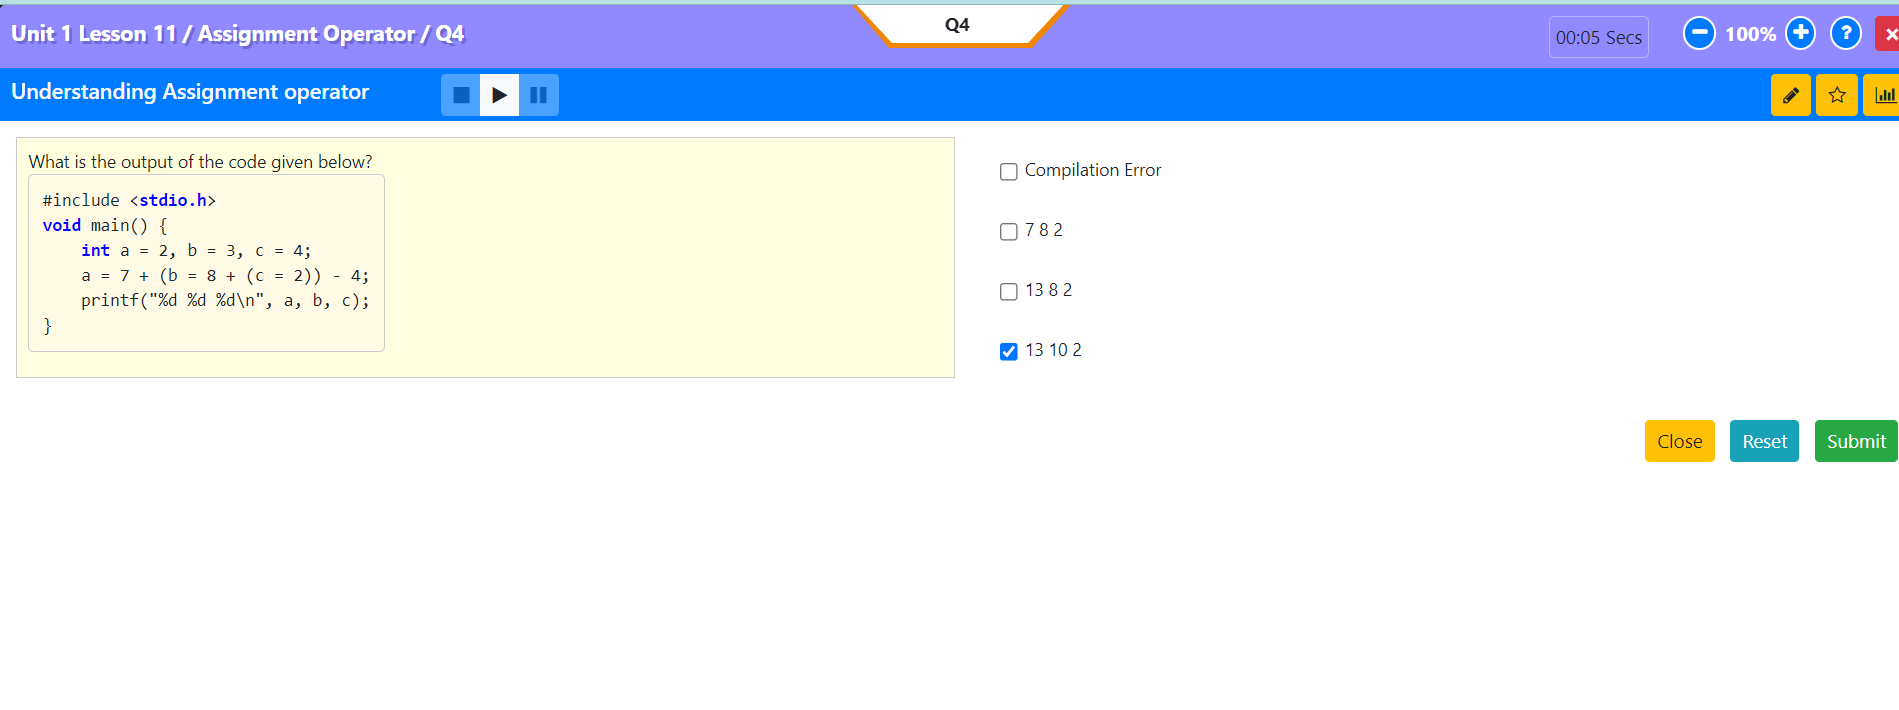 Unit 1 Lesson 11 / Assignment Operator / Q4
Q4
00:05 Secs
100%
?
Understanding Assignment operator
What is the output of the code given below?
#include <stdio.h>
void main() {
    int a = 2, b = 3, c = 4;
    a = 7 + (b = 8 + (c = 2)) - 4;
    printf("%d %d %d\n", a, b, c);
}
Compilation Error
7 8 2
13 8 2
13 10 2
Close Reset Submit